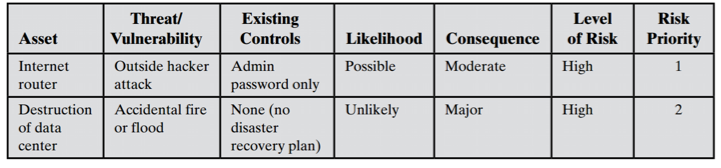 Asset Threat/ Vulnerability Existing Controls Likelihood Consequence Level of Risk Risk Priority
Internet router Outside hacker attack Admin password only Possible Moderate High 1
Destruction of data center Accidental fire or flood None (no disaster recovery plan) Unlikely Major High 2